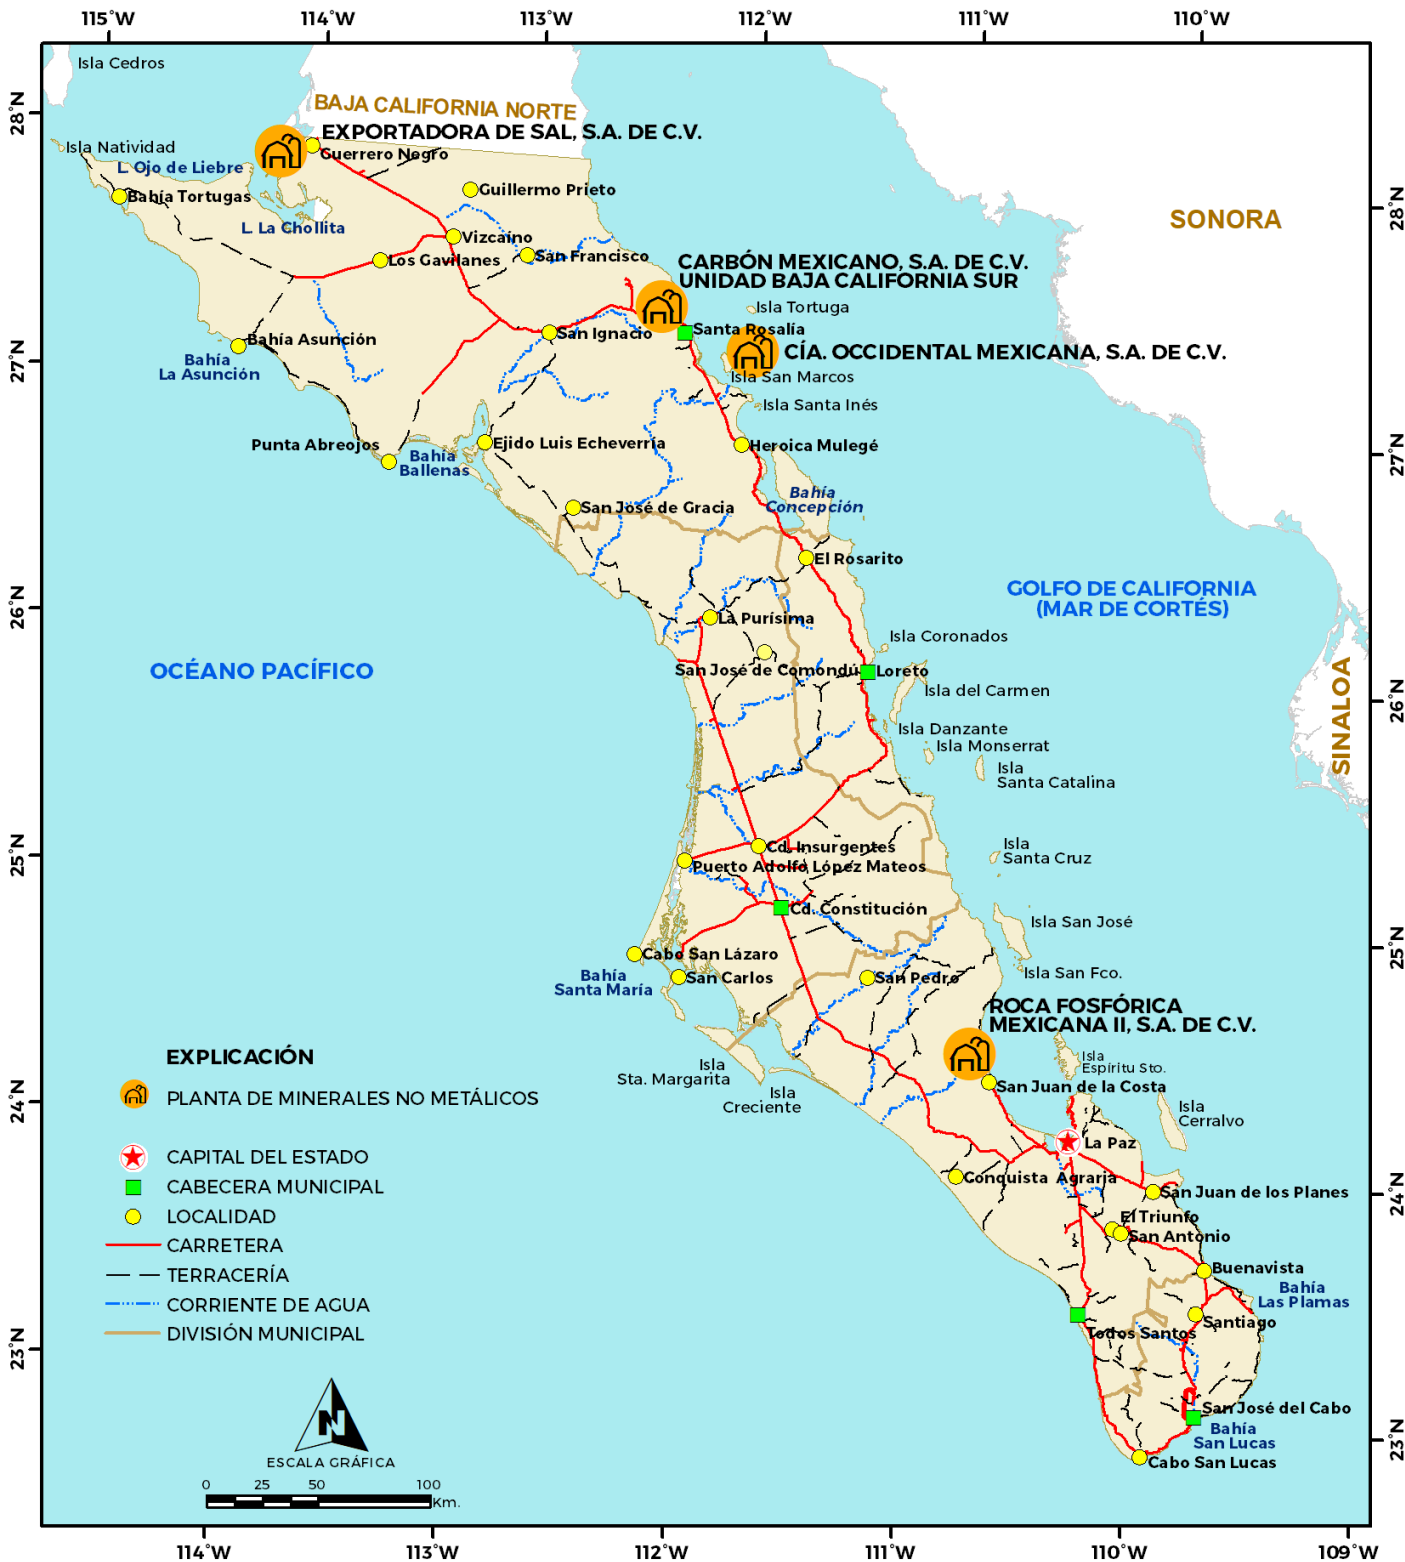 115°W
114°W
113°W
112°W
111°W
110°W
Isla Cedros
28°N
BAJA CALIFORNIA NORTE
EXPORTADORA DE SAL, S.A. DE C.V.
Guerrero Negro
Isla Natividad
L. Ojo de Liebre
Bahía Tortugas
Guillermo Prieto
L. La Chollita
Vizcaíno
Los Gavilanes
San Francisco
SONORA
28°N
CARBÓN MEXICANO, S.A. DE C.V.
UNIDAD BAJA CALIFORNIA SUR
Isla Tortuga
Santa Rosalía
San Ignacio
Bahía Asunción
CÍA. OCCIDENTAL MEXICANA, S.A. DE C.V.
27°N
Bahía
La Asunción
Isla San Marcos
Isla Santa Inés
Punta Abreojos
Bahía
Ballenas
Ejido Luis Echeverría
Heroica Mulegé
27°N
Bahía
Concepción
San José de Gracia
El Rosarito
26°N
GOLFO DE CALIFORNIA
(MAR DE CORTÉS)
La Purísima
Isla Coronados
OCÉANO PACÍFICO
San José de Comondú
Loreto
Isla del Carmen
SINALOA
26°N
Isla Danzante
Isla Monserrat
Isla
Santa Catalina
25°N
Cd. Insurgentes
Puerto Adolfo López Mateos
Isla
Santa Cruz
Cd. Constitución
Isla San José
25°N
Cabo San Lázaro
Bahía
Santa María
San Carlos
San Pedro
Isla San Fco.
ROCA FOSFÓRICA
MEXICANA II, S.A. DE C.V.
Isla
Espíritu Sto.
Isla
Sta. Margarita
Isla
Creciente
San Juan de la Costa
Isla
Cerralvo
EXPLICACIÓN
PLANTA DE MINERALES NO METÁLICOS
24°N
La Paz
CAPITAL DEL ESTADO
Conquista Agraria
San Juan de los Planes
24°N
CABECERA MUNICIPAL
LOCALIDAD
El Triunfo
San Antonio
CARRETERA
TERRACERÍA
Buenavista
Bahía
Las Plamas
CORRIENTE DE AGUA
Santiago
DIVISIÓN MUNICIPAL
Todos Santos
23°N
San José del Cabo
Bahía
San Lucas
23°N
Cabo San Lucas
N
ESCALA GRÁFICA
0 25 50 100
Km.
114°W
113°W
112°W
111°W
110°W
109°W